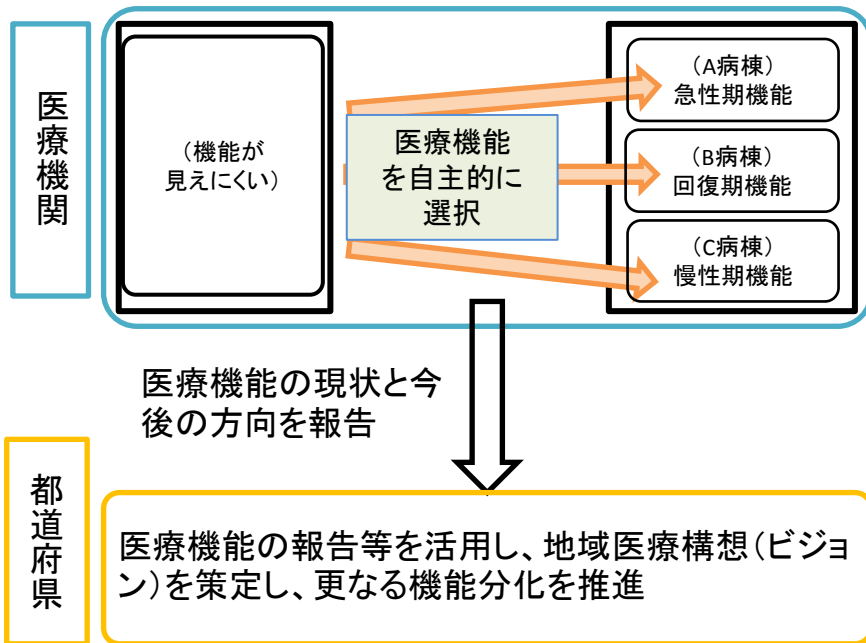 医療機関
(機能が
見えにくい)
医療機能
を自主的に
選択
(A病棟)
急性期機能
(B病棟)
回復期機能
(C病棟)
慢性期機能
医療機能の現状と今
後の方向を報告
都道府県
医療機能の報告等を活用し、地域医療構想(ビジョ
ン)を策定し、更なる機能分化を推進